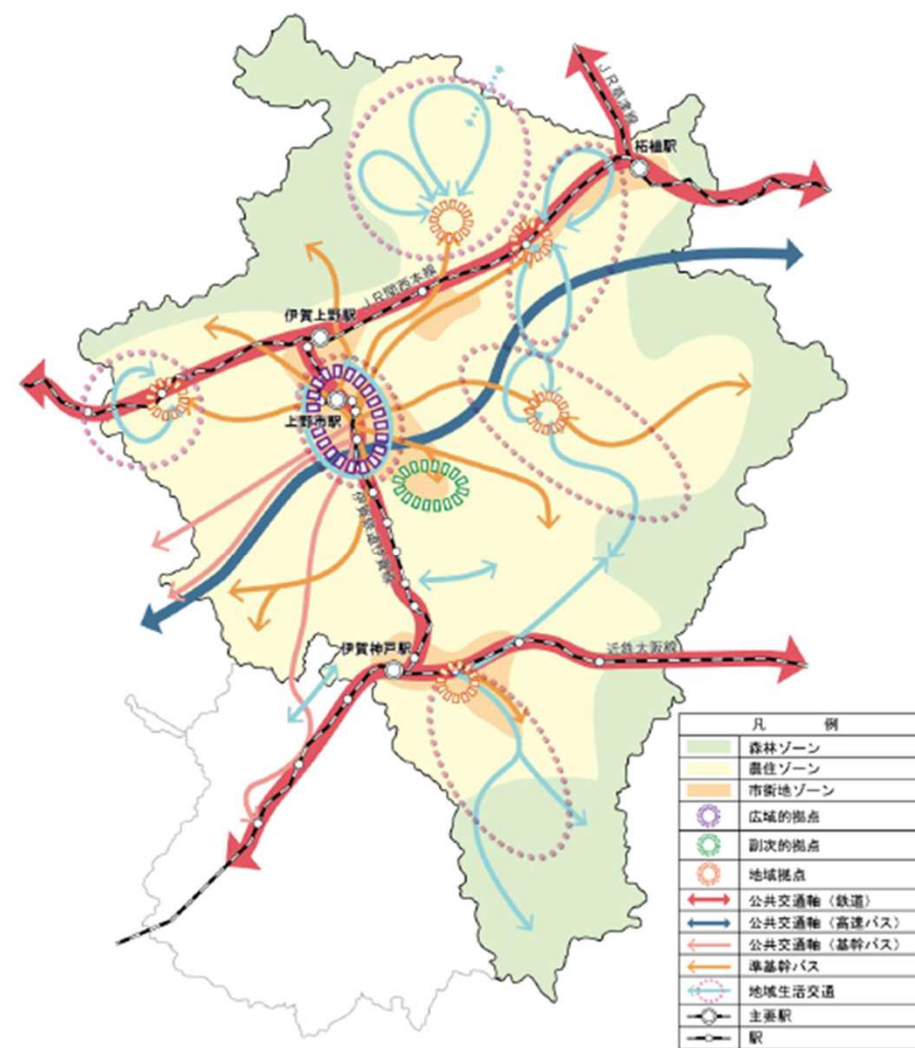 JR草津線
柘植駅
JR関西本線
伊賀上野駅
上野市駅
伊賀鉄道伊賀線
伊賀神戸駅
近鉄大阪線
凡 例
森林ゾーン
農住ゾーン
市街地ゾーン
広域的拠点
副次的拠点
地域拠点
公共交通軸（鉄道）
公共交通軸（高速バス）
公共交通軸（基幹バス）
準基幹バス
地域生活交通
主要駅
駅